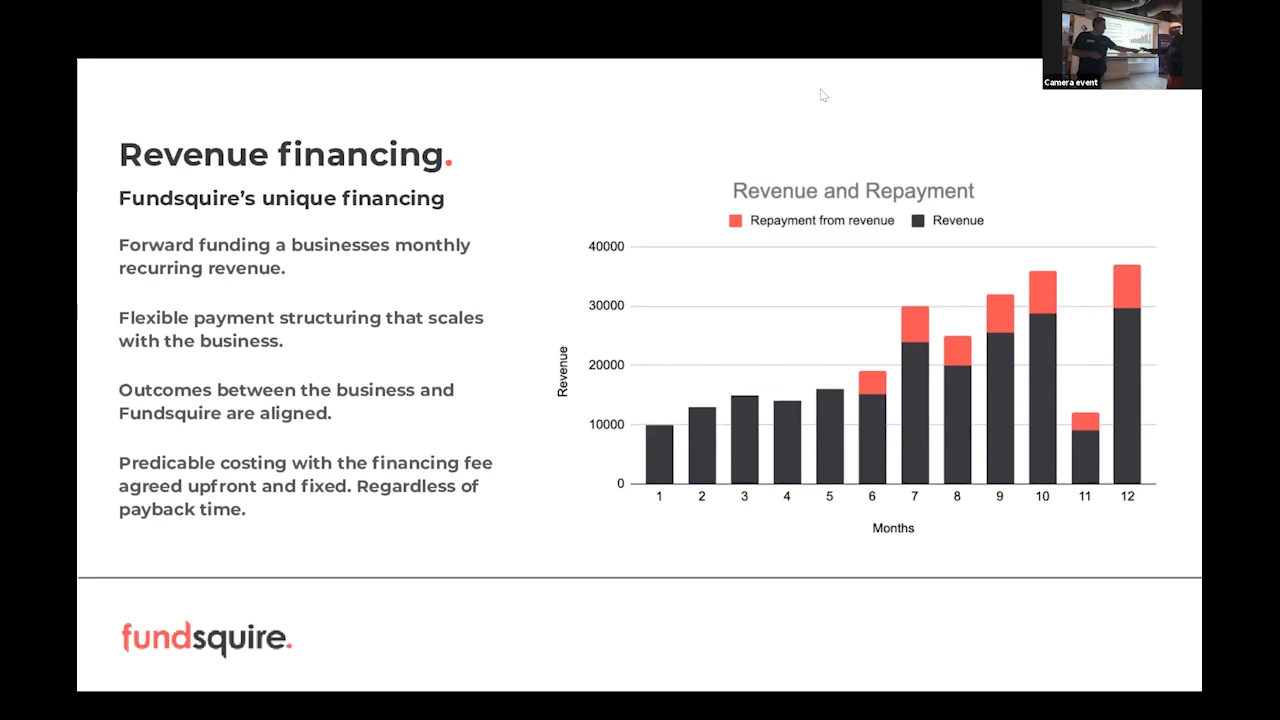 Camera event
Revenue financing.
Fundsquire's unique financing
Forward funding a businesses monthly
recurring revenue.
Flexible payment structuring that scales
with the business.
Outcomes between the business and
Fundsquire are aligned.
Predicable costing with the financing fee
agreed upfront and fixed. Regardless of
payback time.
Revenue and Repayment
Repayment from revenue
Revenue
40000
30000
20000
10000
0
Revenue
1 2 3 4 5 6 7 8 9 10 11 12
Months
fundsquire.